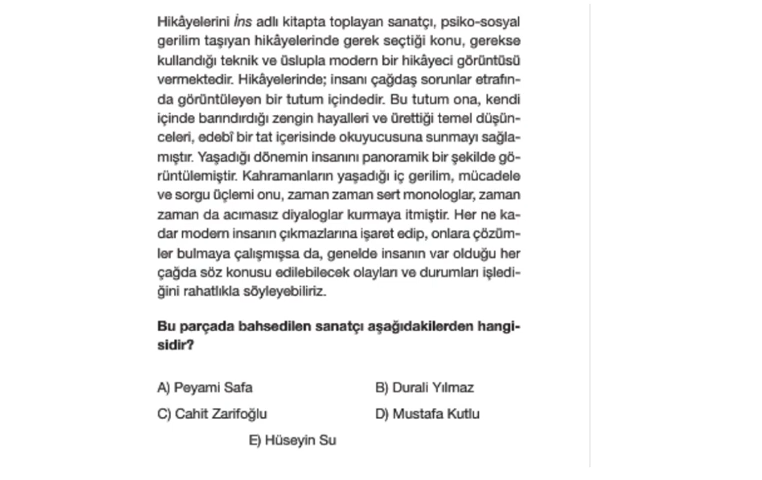 Hikâyelerini İns adlı kitapta toplayan sanatçı, psiko-sosyal
gerilim taşıyan hikâyelerinde gerek seçtiği konu, gerekse
kullandığı teknik ve üslupla modern bir hikâyeci görüntüsü
vermektedir. Hikâyelerinde; insanı çağdaş sorunlar etrafın-
da görüntüleyen bir tutum içindedir. Bu tutum ona, kendi
içinde barındırdığı zengin hayalleri ve ürettiği temel düşün-
celeri, edebî bir tat içerisinde okuyucusuna sunmayı sağla-
mıştır. Yaşadığı dönemin insanını panoramik bir şekilde gö-
rüntülemiştir. Kahramanların yaşadığı iç gerilim, mücadele
ve sorgu üçlemi onu, zaman zaman sert monologlar, zaman
zaman da acımasız diyaloglar kurmaya itmiştir. Her ne ka-
dar modern insanın çıkmazlarına işaret edip, onlara çözüm-
ler bulmaya çalışmışsa da, genelde insanın var olduğu her
çağda söz konusu edilebilecek olayları ve durumları işledi-
ğini rahatlıkla söyleyebiliriz.
Bu parçada bahsedilen sanatçı aşağıdakilerden hangi-
sidir?
A) Peyami Safa B) Durali Yılmaz
C) Cahit Zarifoğlu D) Mustafa Kutlu
E) Hüseyin Su